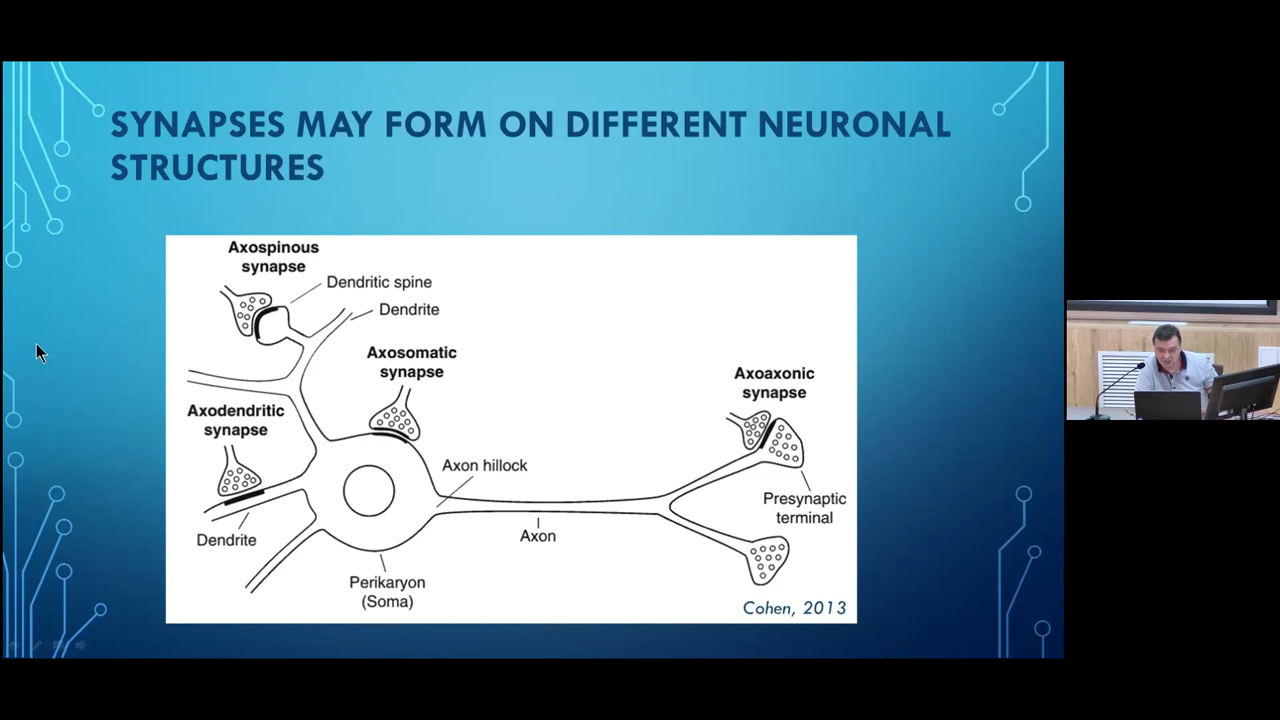 SYNAPSES MAY FORM ON DIFFERENT NEURONAL
STRUCTURES
Axospinous
synapse
Dendritic spine
Dendrite
Axosomatic
synapse
Axodendritic
synapse
Axoaxonic
synapse
Axon hillock
Presynaptic
terminal
Dendrite
Axon
Perikaryon
(Soma)
Cohen, 2013